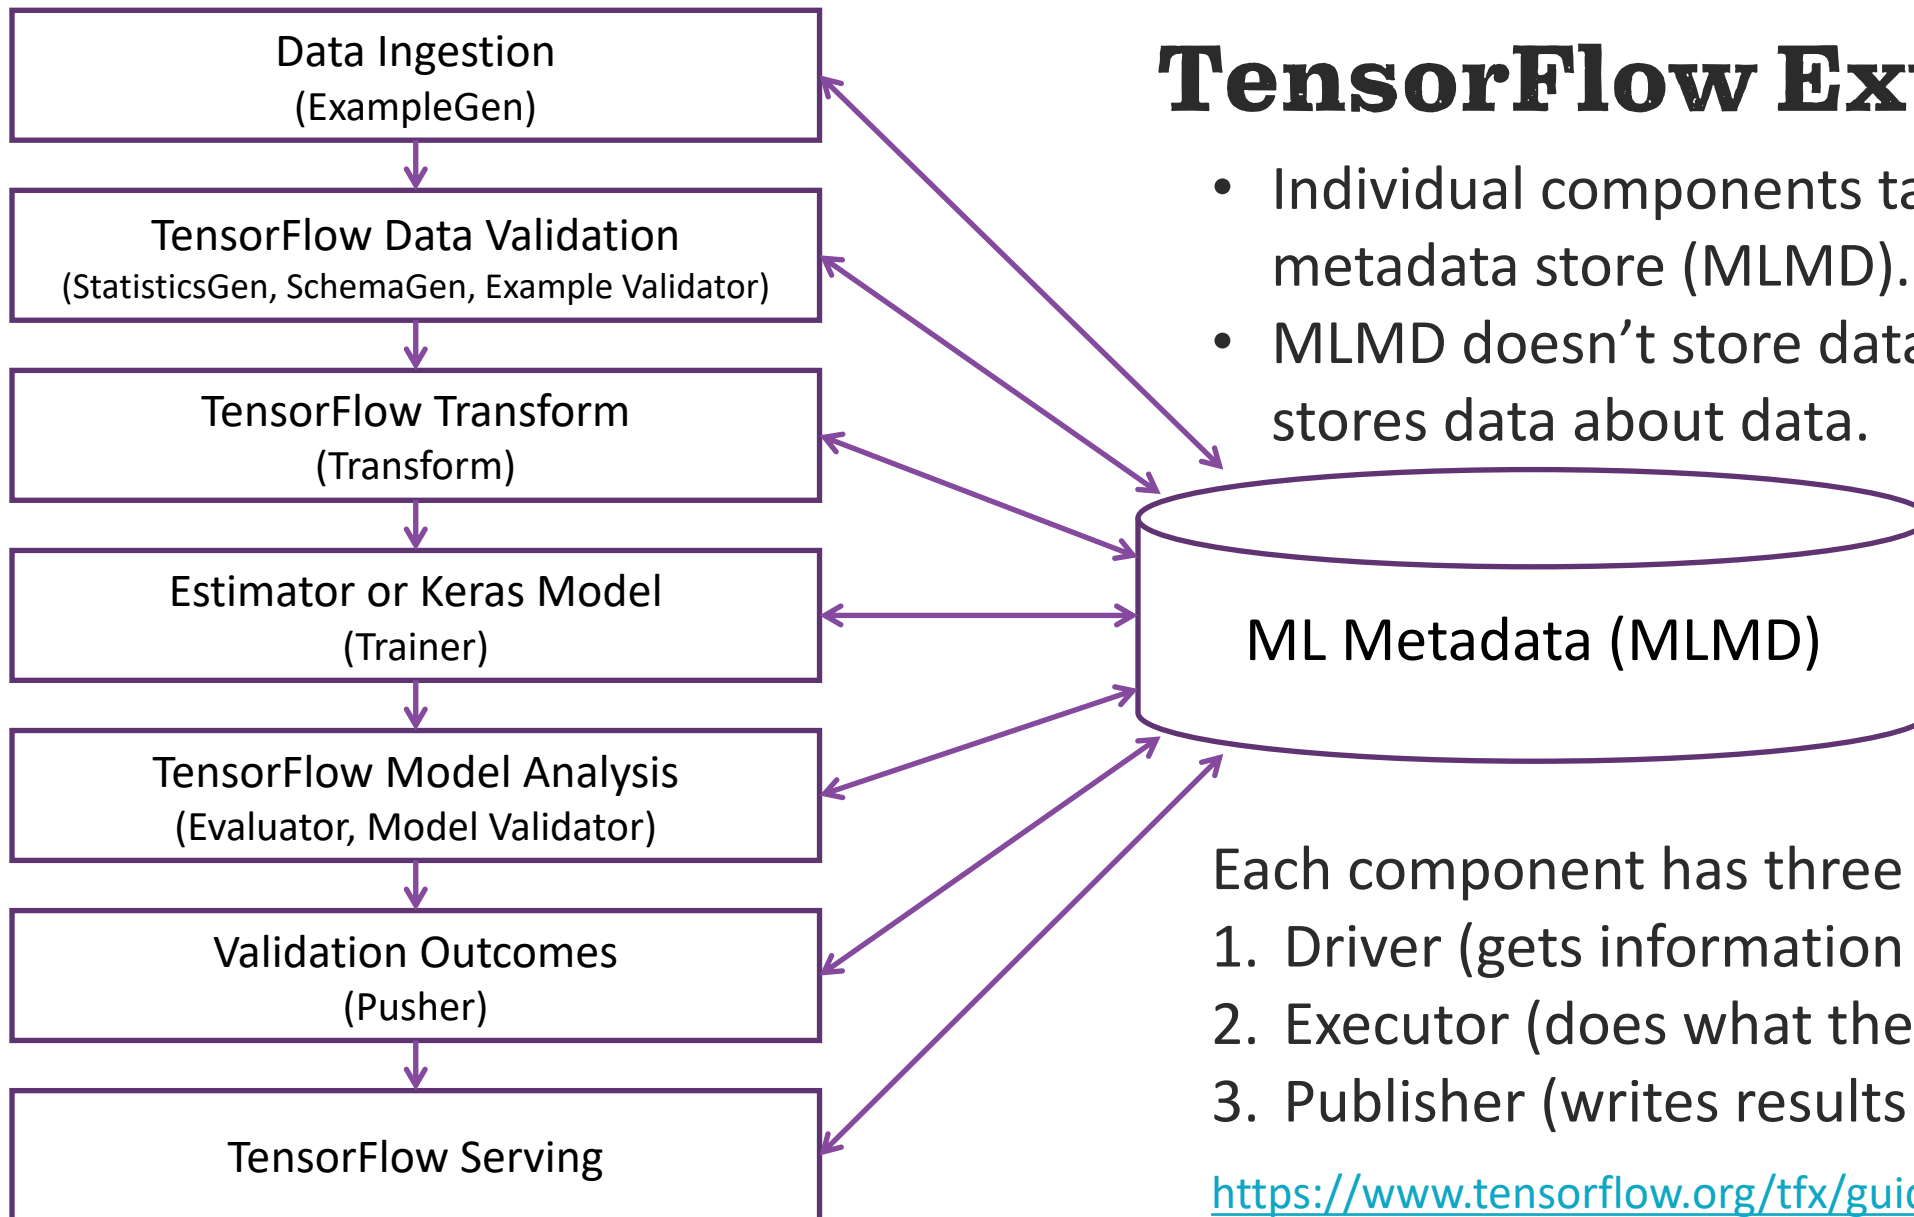 Data Ingestion
(ExampleGen)
TensorFlow Data Validation
(StatisticsGen, SchemaGen, Example Validator)
TensorFlow Transform
(Transform)
Estimator or Keras Model
(Trainer)
TensorFlow Model Analysis
(Evaluator, Model Validator)
Validation Outcomes
(Pusher)
TensorFlow Serving
TensorFlow
• Individual components
metadata store (MLMD).
• MLMD doesn’t store data
stores data about data.
ML Metadata (MLMD)
Each component has three
1. Driver (gets information
2. Executor (does what the
3. Publisher (writes results
https://www.tensorflow.org/tfx/